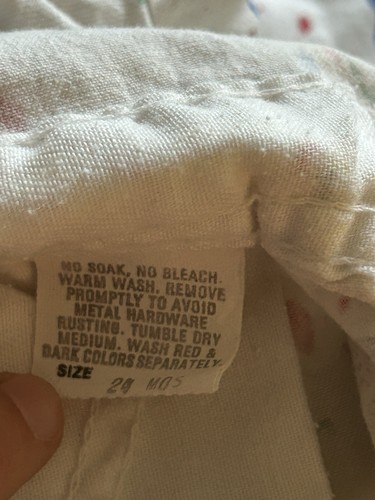 NO SOAK, NO BLEACH.
WARM WASH. REMOVE
PROMPTLY TO AVOID
METAL HARDWARE
RUSTING. TUMBLE DRY
MEDIUM. WASH RED &
DARK COLORS SEPARATELY.
SIZE
24 MOS